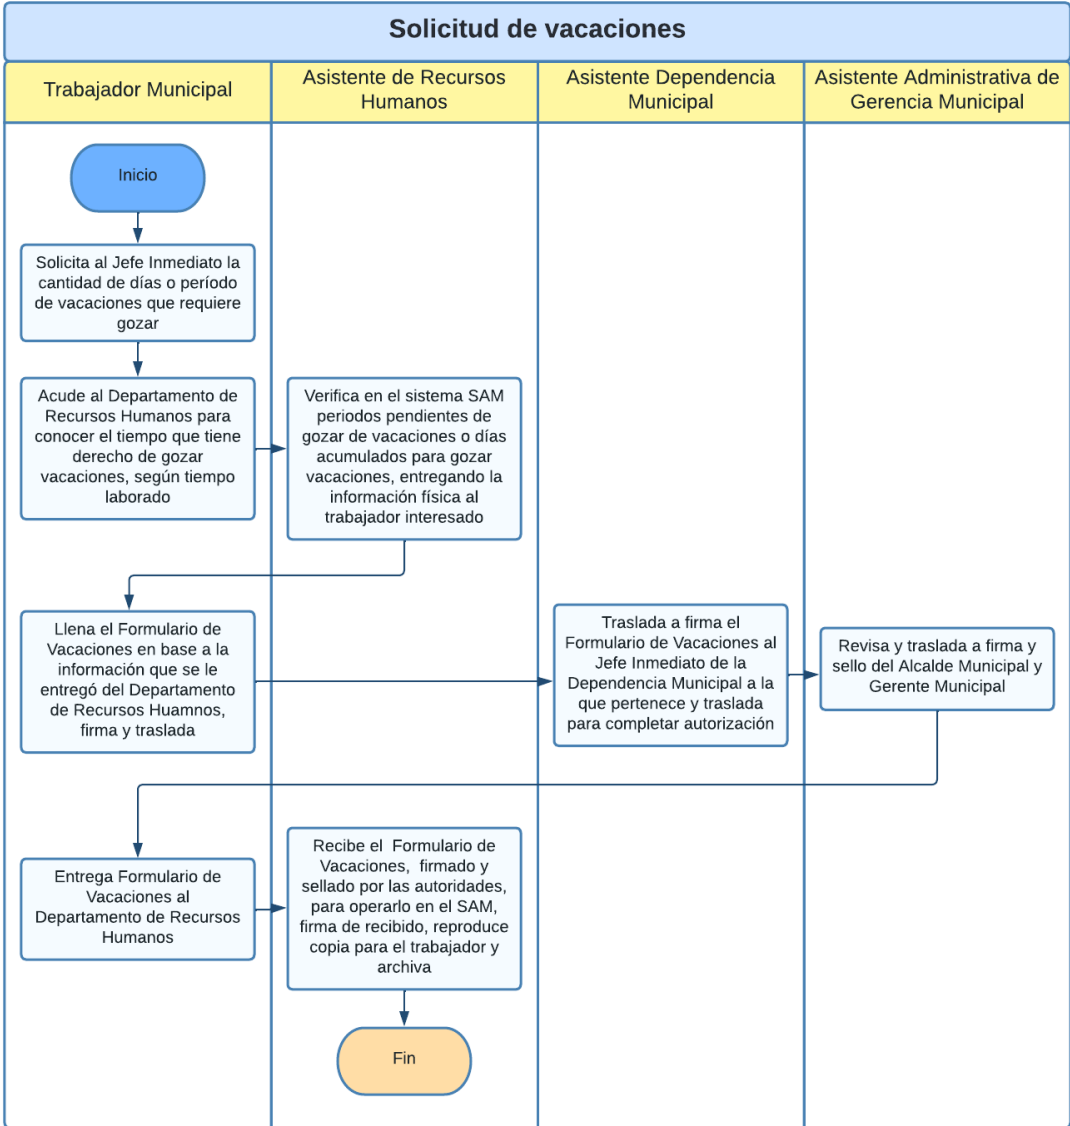 Solicitud de vacaciones
Trabajador Municipal
Asistente de Recursos
Humanos
Asistente Dependencia
Municipal
Asistente Administrativa de
Gerencia Municipal
Inicio
Solicita al Jefe Inmediato la
cantidad de días o período
de vacaciones que requiere
gozar
Acude al Departamento de
Recursos Humanos para
conocer el tiempo que tiene
derecho de gozar
vacaciones, según tiempo
laborado
Verifica en el sistema SAM
periodos pendientes de
gozar de vacaciones o días
acumulados para gozar
vacaciones, entregando la
información física al
trabajador interesado
Llena el Formulario de
Vacaciones en base a la
información que se le
entregó del Departamento
de Recursos Huamnos,
firma y traslada
Traslada a firma el
Formulario de Vacaciones al
Jefe Inmediato de la
Dependencia Municipal a la
que pertenece y traslada
para completar autorización
Revisa y traslada a firma y
sello del Alcalde Municipal y
Gerente Municipal
Entrega Formulario de
Vacaciones al
Departamento de Recursos
Humanos
Recibe el  Formulario de
Vacaciones,  firmado y
sellado por las autoridades,
para operarlo en el SAM,
firma de recibido, reproduce
copia para el trabajador y
archiva
Fin